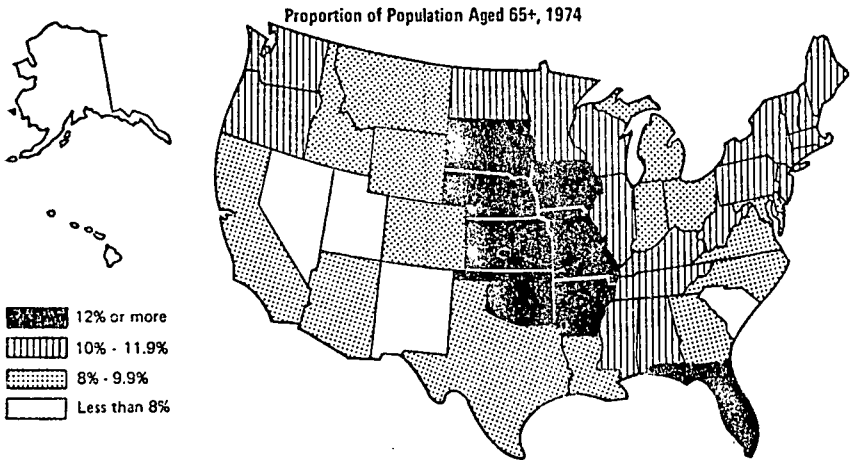 Proportion of Population Aged 65+, 1974
12% or more
10% - 11.9%
8% - 9.9%
Less than 8%